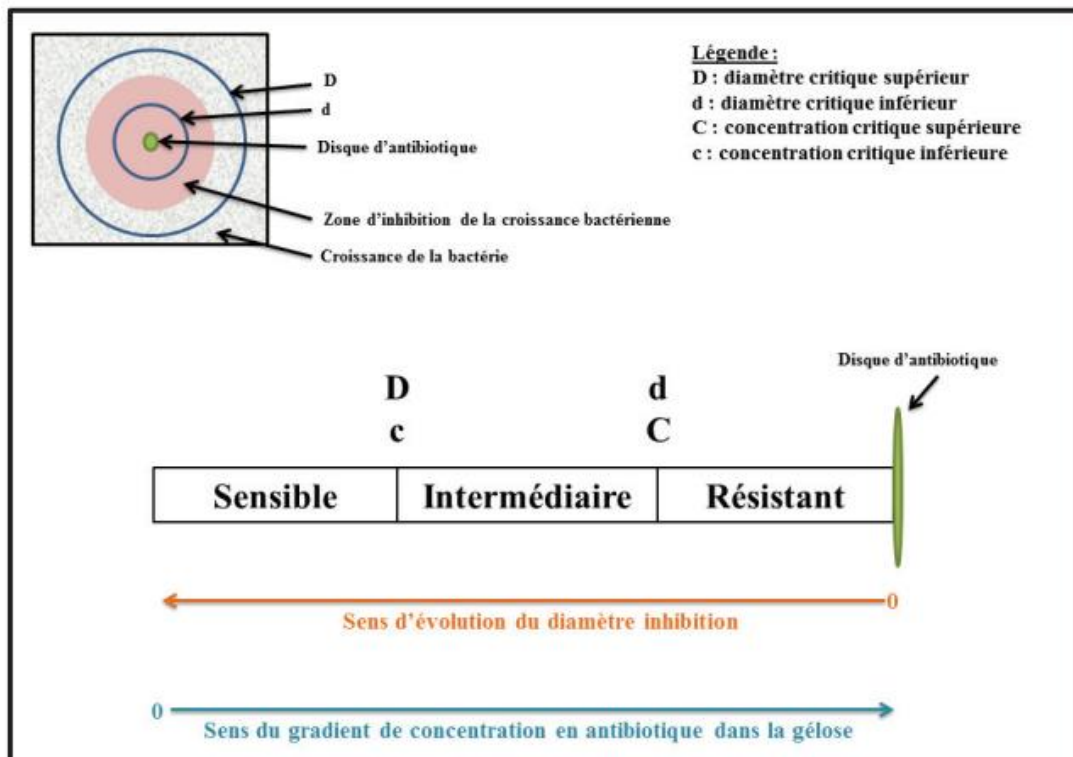 Légende :
D : diamètre critique supérieur
d : diamètre critique inférieur
C : concentration critique supérieure
c : concentration critique inférieure
D
d
Disque d’antibiotique
Zone d’inhibition de la croissance bactérienne
Croissance de la bactérie
Disque d’antibiotique
D d
c C
Sensible Intermédiaire Résistant
0
Sens d’évolution du diamètre inhibition
0
Sens du gradient de concentration en antibiotique dans la gélose